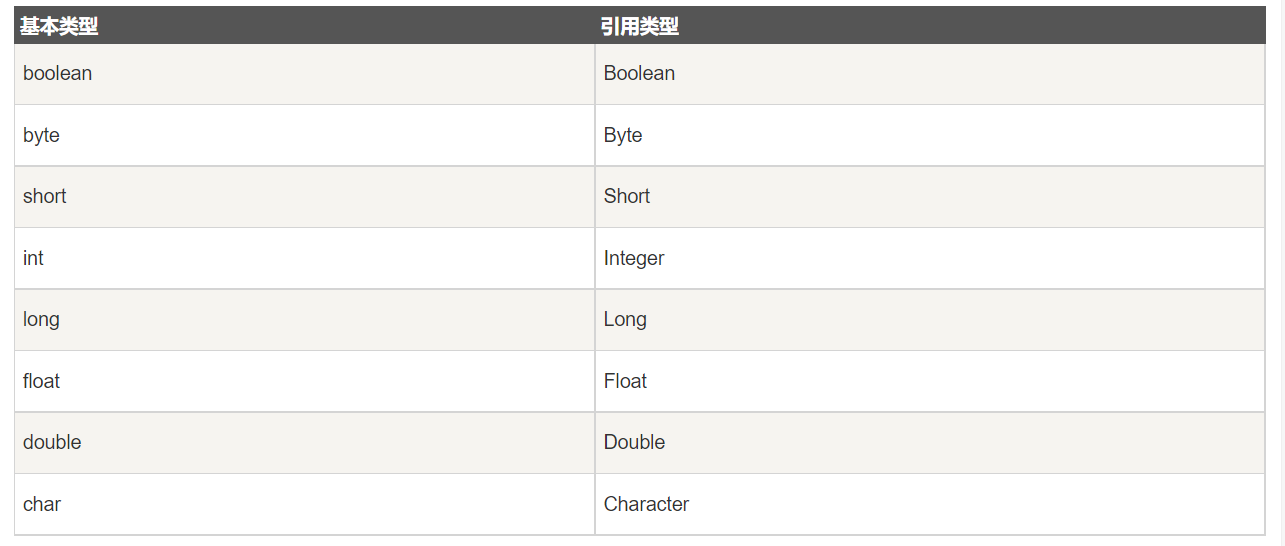 基本类型 引用类型
boolean Boolean
byte Byte
short Short
int Integer
long Long
float Float
double Double
char Character